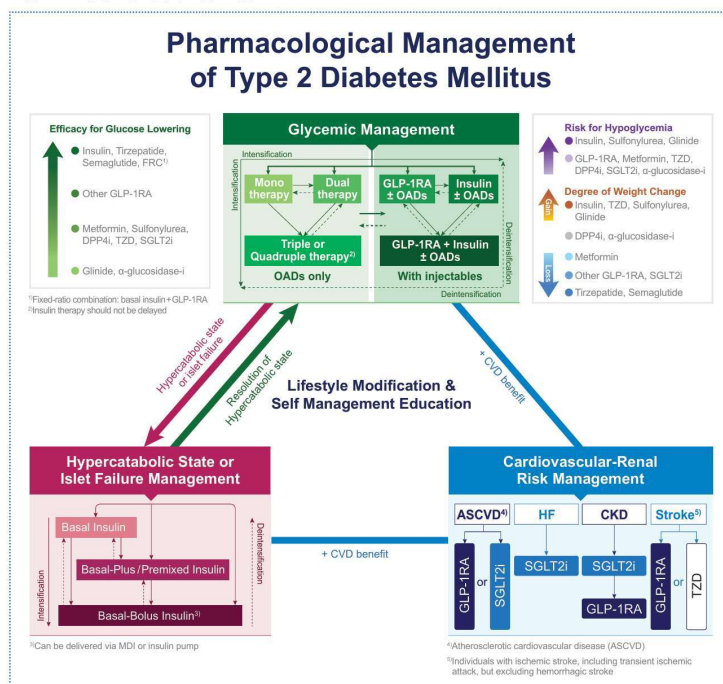 Pharmacological Management
of Type 2 Diabetes Mellitus
Efficacy for Glucose Lowering
Insulin, Tirzepatide,
Semaglutide, FRC1)
Other GLP-1RA
Metformin, Sulfonylurea,
DPP4i, TZD, SGLT2i
Glinide, α-glucosidase-i
1)Fixed-ratio combination: basal insulin+GLP-1RA
2)Insulin therapy should not be delayed
Glycemic Management
Intensification
Intensification
Mono
therapy
Dual
therapy
GLP-1RA
± OADs
Insulin
± OADs
Triple or
Quadruple therapy2)
GLP-1RA + Insulin
± OADs
OADs only
With injectables
Deintensification
Deintensification
Risk for Hypoglycemia
Insulin, Sulfonylurea, Glinide
GLP-1RA, Metformin, TZD,
DPP4i, SGLT2i, α-glucosidase-i
Degree of Weight Change
Gain
Insulin, TZD, Sulfonylurea,
Glinide
DPP4i, α-glucosidase-i
Loss
Metformin
Other GLP-1RA, SGLT2i
Tirzepatide, Semaglutide
Hypercatabolic state
or islet failure
Resolution of
Hypercatabolic state
Lifestyle Modification &
Self Management Education
+ CVD benefit
Hypercatabolic State or
Islet Failure Management
Intensification
Basal Insulin
Basal-Plus/Premixed Insulin
Basal-Bolus Insulin3)
Deintensification
3)Can be delivered via MDI or insulin pump
+ CVD benefit
Cardiovascular-Renal
Risk Management
ASCVD4)
HF
CKD
Stroke5)
GLP-1RA
or
SGLT2i
SGLT2i
SGLT2i
GLP-1RA
GLP-1RA
or
TZD
4)Atherosclerotic cardiovascular disease (ASCVD)
5)Individuals with ischemic stroke, including transient ischemic
attack, but excluding hemorrhagic stroke